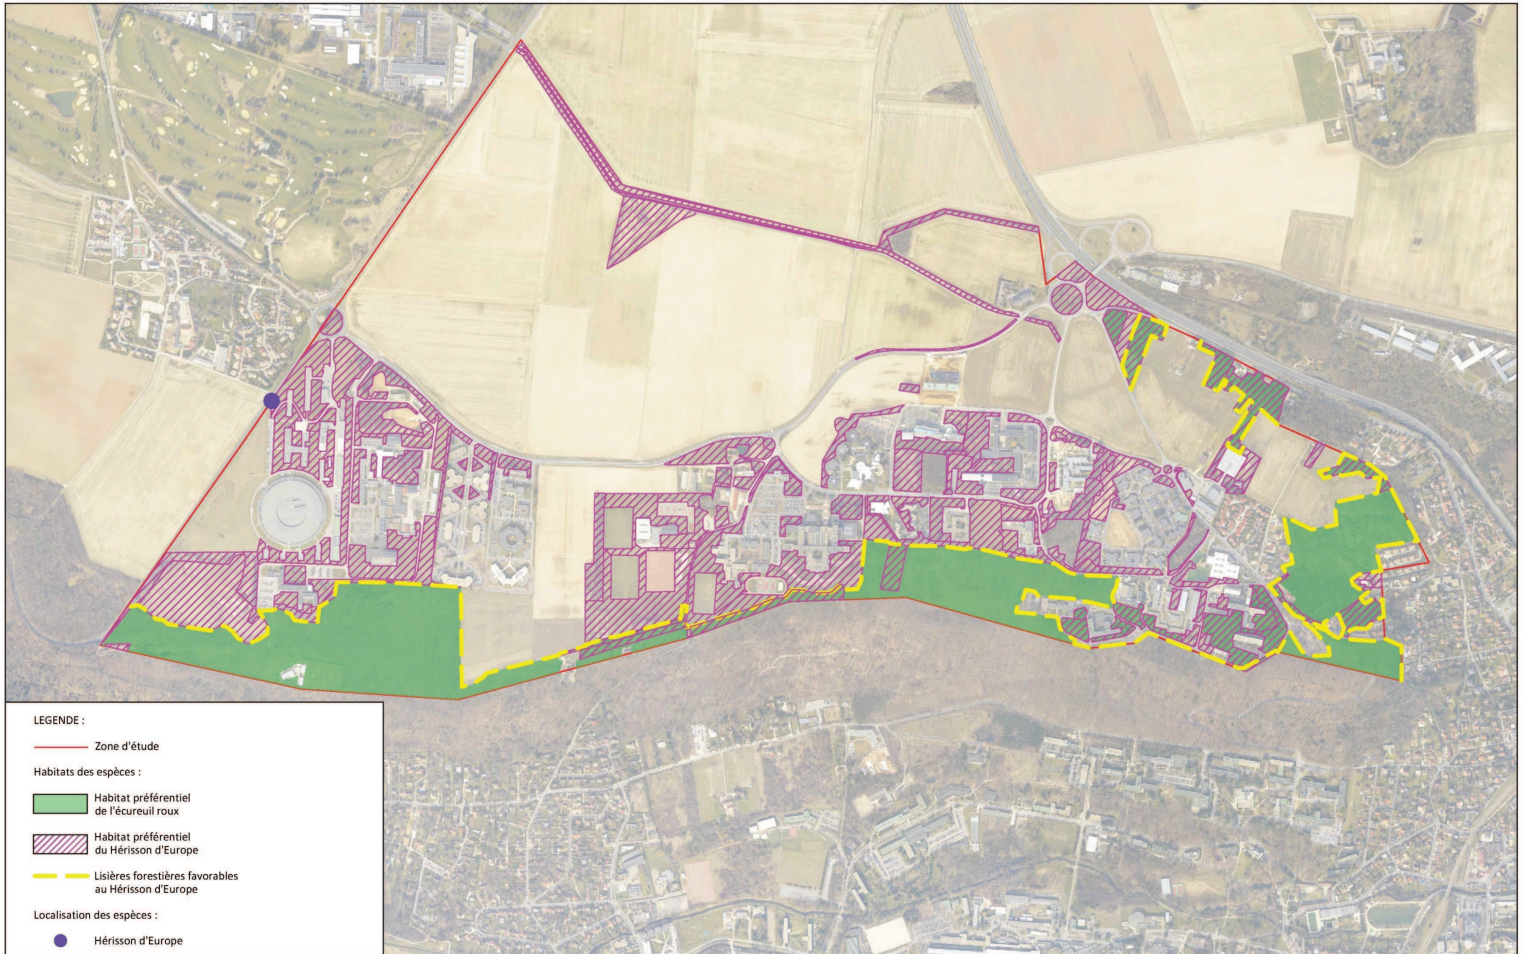 LEGENDE :
Zone d'étude
Habitats des espèces :
Habitat préférentiel
de l'écureuil roux
Habitat préférentiel
du Hérisson d'Europe
Lisières forestières favorables
au Hérisson d'Europe
Localisation des espèces :
Hérisson d'Europe